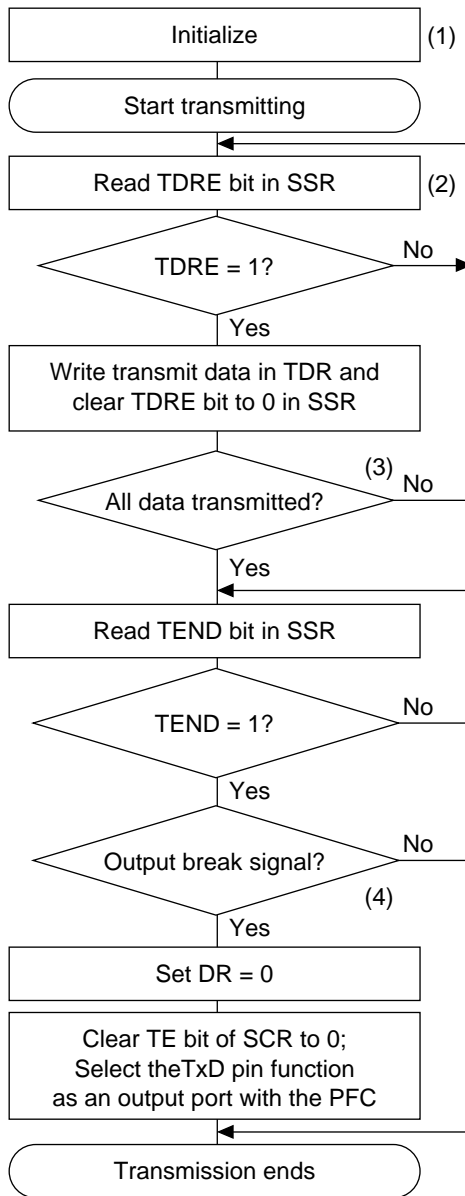 Initialize
(1)
Start transmitting
Read TDRE bit in SSR
(2)
TDRE = 1?
No
Yes
Write transmit data in TDR and
clear TDRE bit to 0 in SSR
(3)
All data transmitted?
No
Yes
Read TEND bit in SSR
TEND = 1?
No
Yes
Output break signal?
No
(4)
Yes
Set DR = 0
Clear TE bit of SCR to 0;
Select theTxD pin function
as an output port with the PFC
Transmission ends